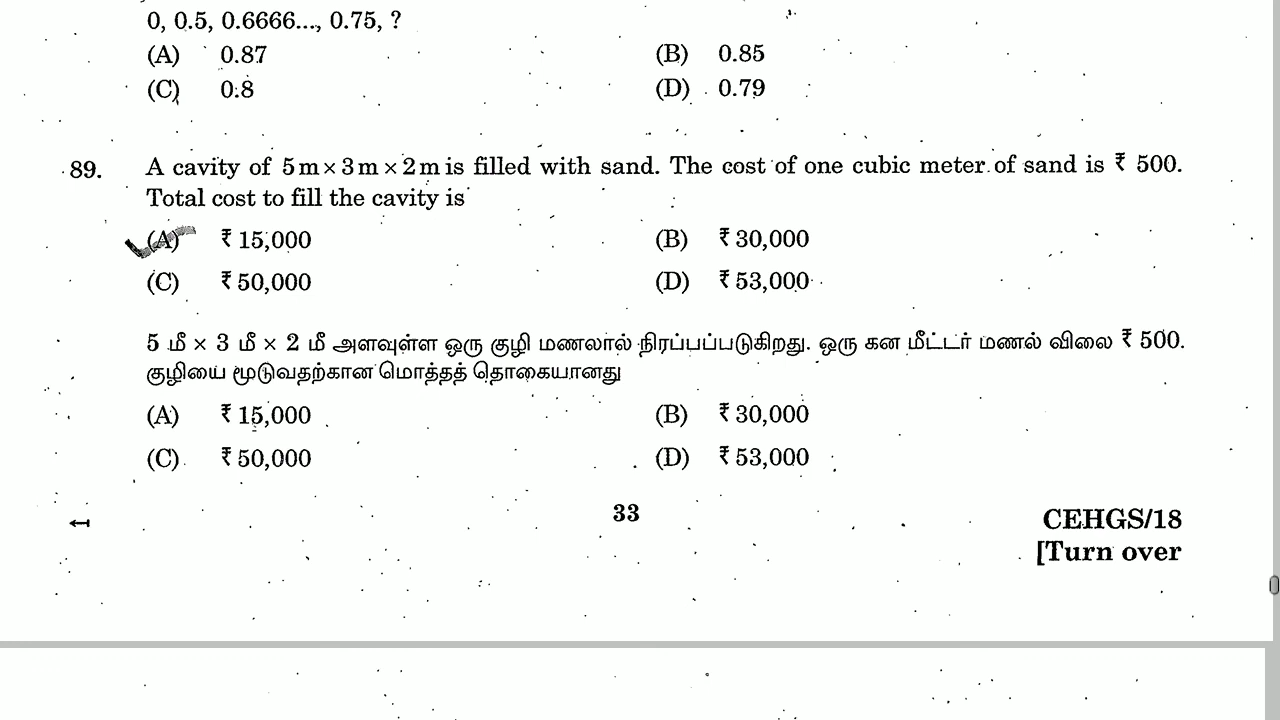 0, 0.5, 0.6666..., 0.75, ?
(A) 0.87 (B) 0.85
(C) 0.8 (D) 0.79
89. A cavity of 5 m × 3 m × 2 m is filled with sand. The cost of one cubic meter of sand is ₹ 500.
Total cost to fill the cavity is
(A) ₹ 15,000 (B) ₹ 30,000
(C) ₹ 50,000 (D) ₹ 53,000
5 மீ × 3 மீ × 2 மீ அளவுள்ள ஒரு குழி மணலால் நிரப்பப்படுகிறது. ஒரு கன மீட்டர் மணல் விலை ₹ 500.
குழியை மூடுவதற்கான மொத்தத் தொகையானது
(A) ₹ 15,000 (B) ₹ 30,000
(C) ₹ 50,000 (D) ₹ 53,000
33
CEHGS/18
[Turn over